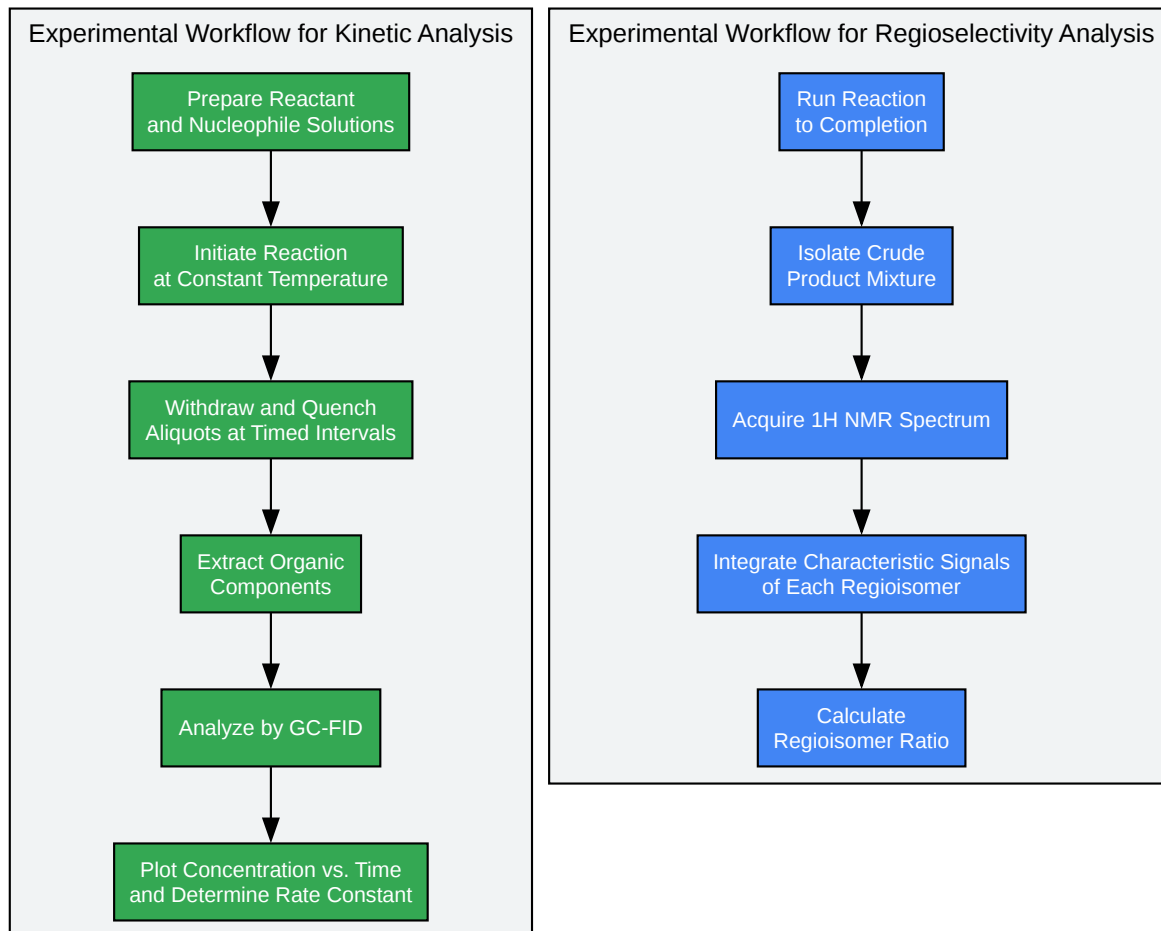 Experimental Workflow for Kinetic Analysis
Prepare Reactant
and Nucleophile Solutions
Initiate Reaction
at Constant Temperature
Withdraw and Quench
Aliquots at Timed Intervals
Extract Organic
Components
Analyze by GC-FID
Plot Concentration vs. Time
and Determine Rate Constant
Experimental Workflow for Regioselectivity Analysis
Run Reaction
to Completion
Isolate Crude
Product Mixture
Acquire 1H NMR Spectrum
Integrate Characteristic Signals
of Each Regioisomer
Calculate
Regioisomer Ratio